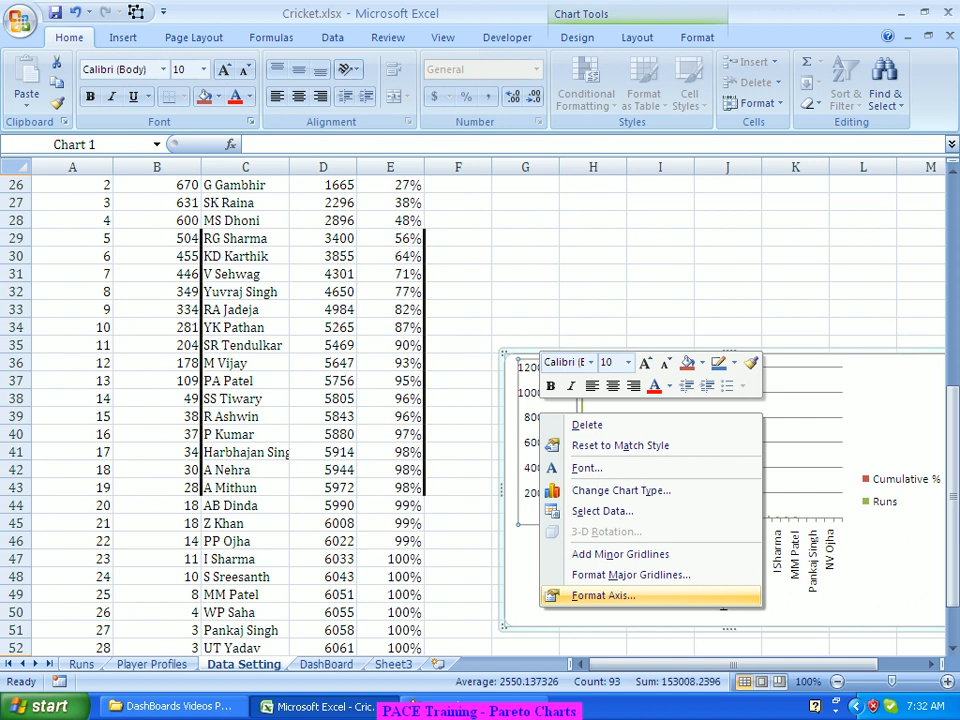 Cricket.xlsx - Microsoft Excel
Chart Tools
Home Insert Page Layout Formulas Data Review View Developer Design Layout Format
Paste
Calibri (Body) 10 A A
B I U
General
$ % , .00 .0
Conditional Formatting
Format as Table
Cell Styles
Insert
Delete
Format
Σ
Sort & Filter
Find & Select
Clipboard Font Alignment Number Styles Cells Editing
Chart 1 fx
A B C D E F G H I J K L M
26 2 670 G Gambhir 1665 27%
27 3 631 SK Raina 2296 38%
28 4 600 MS Dhoni 2896 48%
29 5 504 RG Sharma 3400 56%
30 6 455 KD Karthik 3855 64%
31 7 446 V Sehwag 4301 71%
32 8 349 Yuvraj Singh 4650 77%
33 9 334 RA Jadeja 4984 82%
34 10 281 YK Pathan 5265 87%
35 11 204 SR Tendulkar 5469 90%
36 12 178 M Vijay 5647 93%
37 13 109 PA Patel 5756 95%
38 14 49 SS Tiwary 5805 96%
39 15 38 R Ashwin 5843 96%
40 16 37 P Kumar 5880 97%
41 17 34 Harbhajan Sing 5914 98%
42 18 30 A Nehra 5944 98%
43 19 28 A Mithun 5972 98%
44 20 18 AB Dinda 5990 99%
45 21 18 Z Khan 6008 99%
46 22 14 PP Ojha 6022 99%
47 23 11 I Sharma 6033 100%
48 24 10 S Sreesanth 6043 100%
49 25 8 MM Patel 6051 100%
50 26 4 WP Saha 6055 100%
51 27 3 Pankaj Singh 6058 100%
52 28 3 UT Yadav 6061 100%
Calibri (E 10 A A
B I A
1200
1000
800
600
400
200
Delete
Reset to Match Style
Font...
Change Chart Type...
Select Data...
3-D Rotation...
Add Minor Gridlines
Format Major Gridlines...
Format Axis...
Cumulative %
Runs
I Sharma
MM Patel
Pankaj Singh
NV Ojha
Runs Player Profiles Data Setting DashBoard Sheet3
Ready Average: 2550.137326 Count: 93 Sum: 153008.2396 100%
start DashBoards Videos P... Microsoft Excel - Cric... 7:32 AM
PACE Training - Pareto Charts